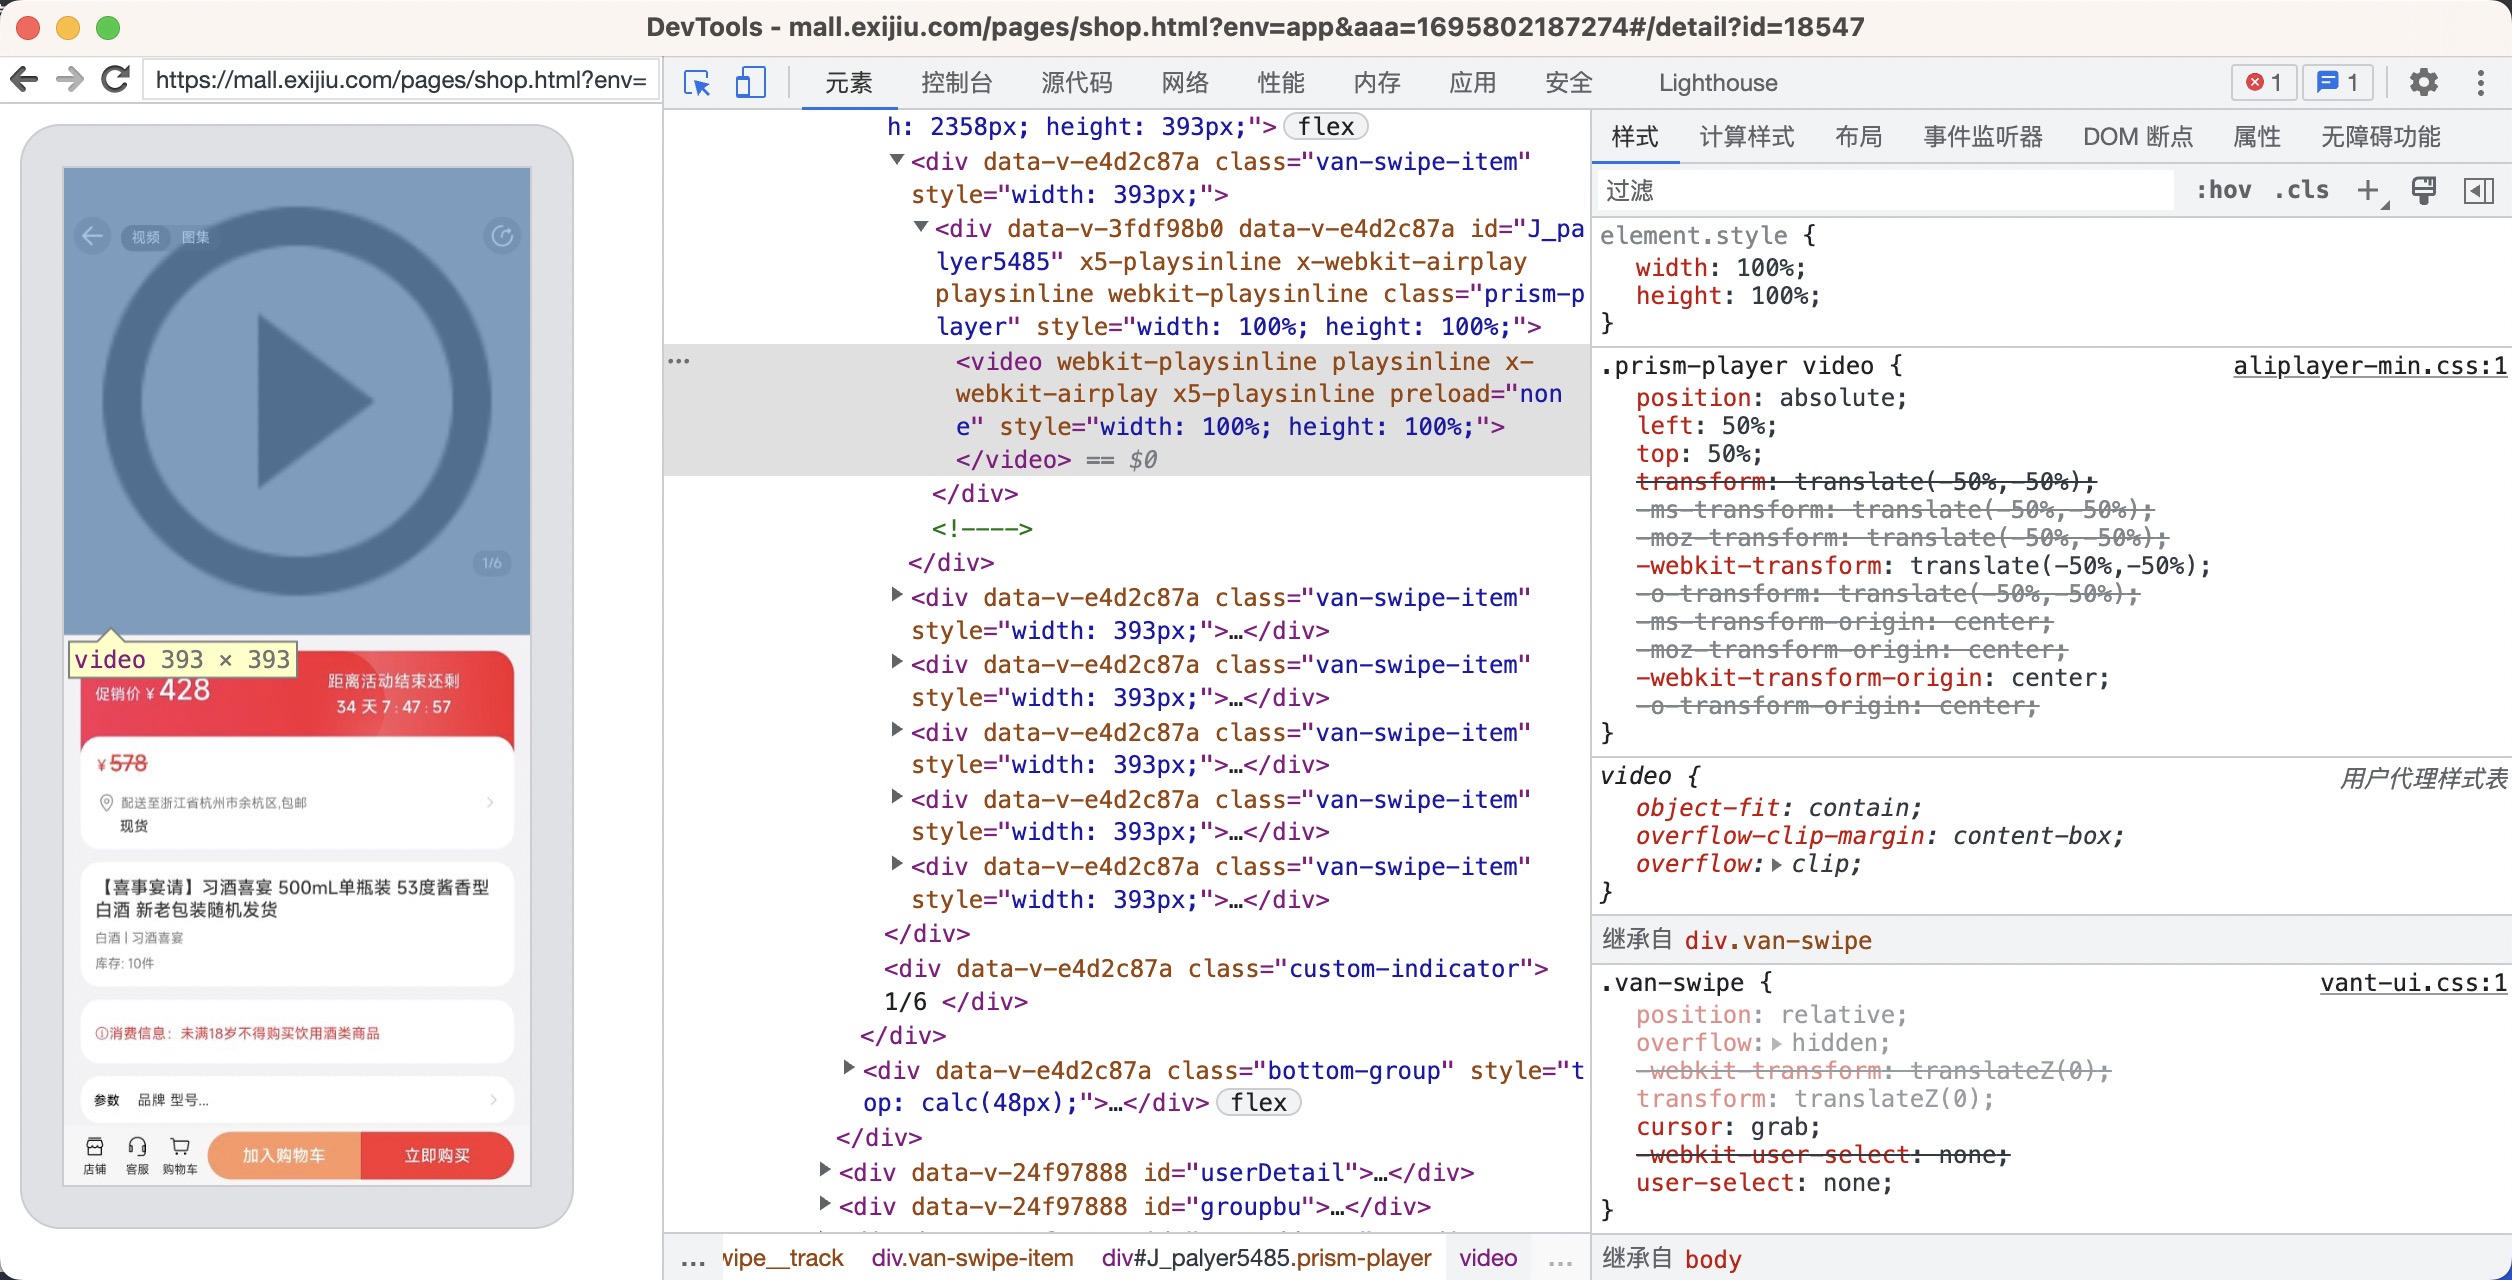 DevTools - mall.exijiu.com/pages/shop.html?env=app&aaa=1695802187274#/detail?id=18547
https://mall.exijiu.com/pages/shop.html?env=
元素 控制台 源代码 网络 性能 内存 应用 安全 Lighthouse 1 1
视频 图集
1/6
video 393 × 393
促销价 ¥ 428
距离活动结束还剩
34 天 7 : 47 : 57
¥ 578
配送至浙江省杭州市余杭区,包邮
现货
【喜事宴请】习酒喜宴 500mL单瓶装 53度酱香型
白酒 新老包装随机发货
白酒 | 习酒喜宴
库存: 10件
消费信息：未满18岁不得购买饮用酒类商品
参数 品牌 型号...
店铺 客服 购物车 加入购物车 立即购买
h: 2358px; height: 393px;"> flex
<div data-v-e4d2c87a class="van-swipe-item"
style="width: 393px;">
<div data-v-3fdf98b0 data-v-e4d2c87a id="J_pa
lyer5485" x5-playsinline x-webkit-airplay
playsinline webkit-playsinline class="prism-p
layer" style="width: 100%; height: 100%;">
<video webkit-playsinline playsinline x-
webkit-airplay x5-playsinline preload="non
e" style="width: 100%; height: 100%;">
</video> == $0
</div>
<!---->
</div>
<div data-v-e4d2c87a class="van-swipe-item"
style="width: 393px;">…</div>
<div data-v-e4d2c87a class="van-swipe-item"
style="width: 393px;">…</div>
<div data-v-e4d2c87a class="van-swipe-item"
style="width: 393px;">…</div>
<div data-v-e4d2c87a class="van-swipe-item"
style="width: 393px;">…</div>
<div data-v-e4d2c87a class="van-swipe-item"
style="width: 393px;">…</div>
</div>
<div data-v-e4d2c87a class="custom-indicator">
1/6 </div>
</div>
<div data-v-e4d2c87a class="bottom-group" style="t
op: calc(48px);">…</div> flex
</div>
<div data-v-24f97888 id="userDetail">…</div>
<div data-v-24f97888 id="groupbu">…</div>
... wipe__track div.van-swipe-item div#J_palyer5485.prism-player video ...
样式 计算样式 布局 事件监听器 DOM 断点 属性 无障碍功能
过滤 :hov .cls
element.style {
width: 100%;
height: 100%;
}
.prism-player video { aliplayer-min.css:1
position: absolute;
left: 50%;
top: 50%;
transform: translate(-50%,-50%);
-ms-transform: translate(-50%,-50%);
-moz-transform: translate(-50%,-50%);
-webkit-transform: translate(-50%,-50%);
-o-transform: translate(-50%,-50%);
-ms-transform-origin: center;
-moz-transform-origin: center;
-webkit-transform-origin: center;
-o-transform-origin: center;
}
video { 用户代理样式表
object-fit: contain;
overflow-clip-margin: content-box;
overflow: clip;
}
继承自 div.van-swipe
.van-swipe { vant-ui.css:1
position: relative;
overflow: hidden;
-webkit-transform: translateZ(0);
transform: translateZ(0);
cursor: grab;
-webkit-user-select: none;
user-select: none;
}
继承自 body